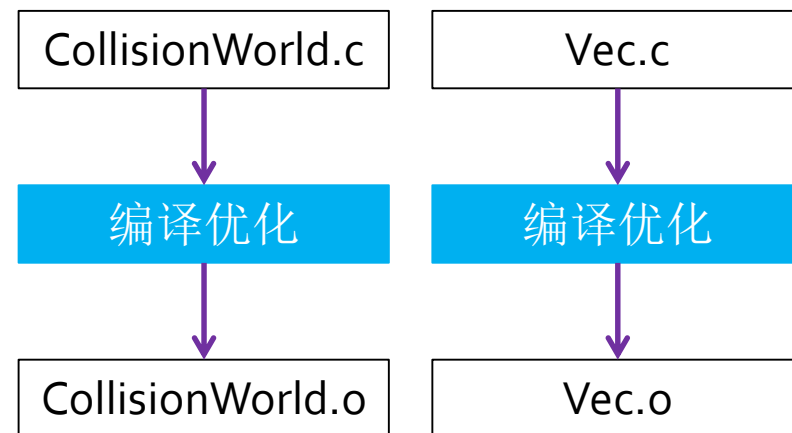 CollisionWorld.c
Vec.c
编译优化
编译优化
CollisionWorld.o
Vec.o